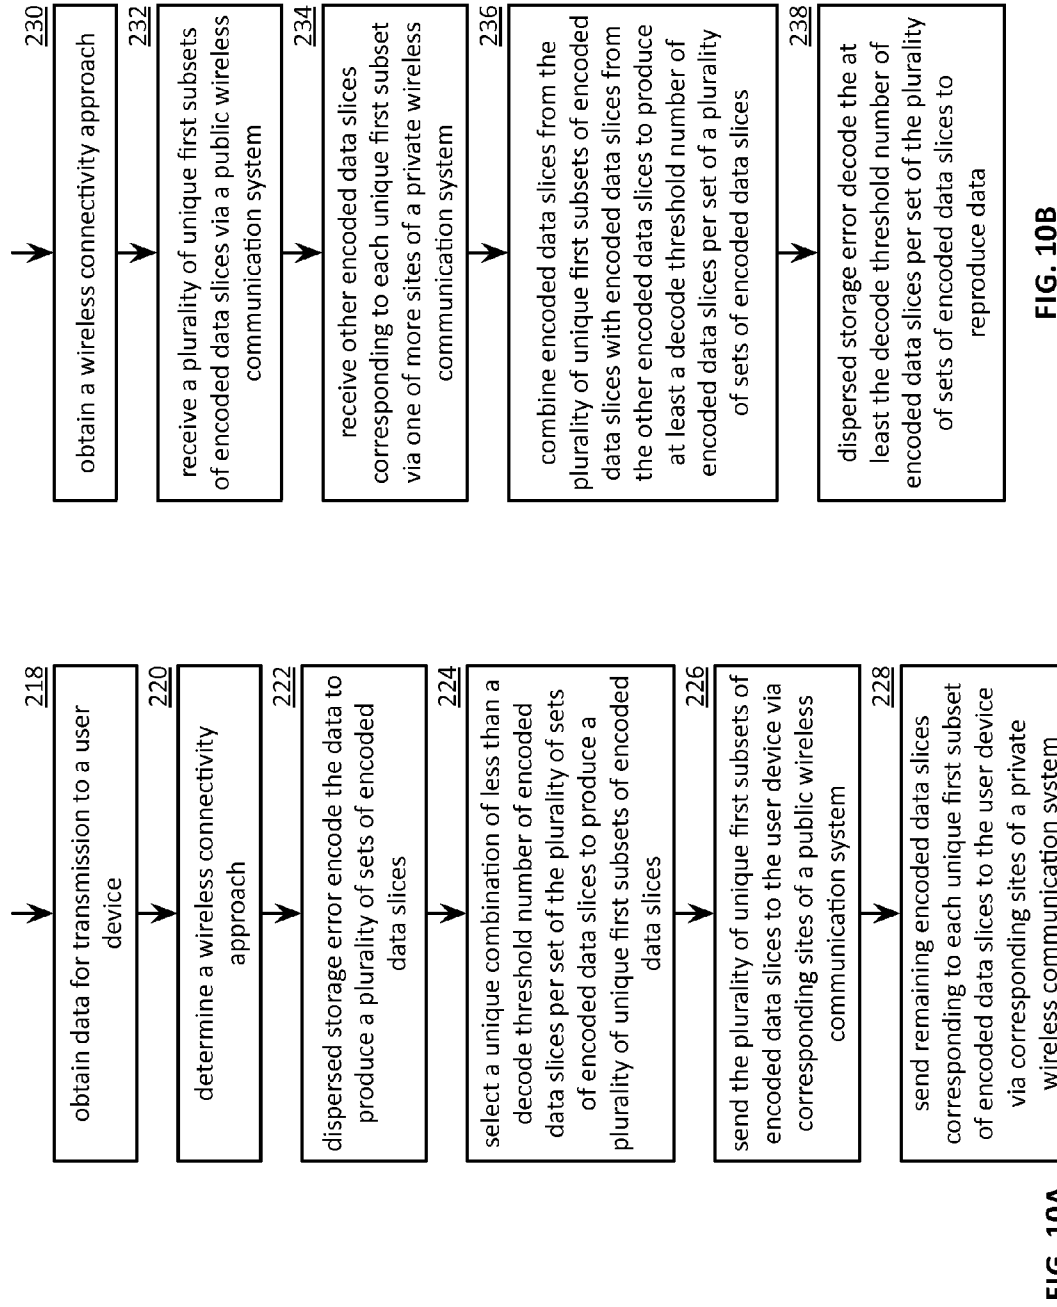 218
obtain data for transmission to a user
device
220
determine a wireless connectivity
approach
222
dispersed storage error encode the data to
produce a plurality of sets of encoded
data slices
224
select a unique combination of less than a
decode threshold number of encoded
data slices per set of the plurality of sets
of encoded data slices to produce a
plurality of unique first subsets of encoded
data slices
226
send the plurality of unique first subsets of
encoded data slices to the user device via
corresponding sites of a public wireless
communication system
228
send remaining encoded data slices
corresponding to each unique first subset
of encoded data slices to the user device
via corresponding sites of a private
wireless communication system
FIG. 10A
230
obtain a wireless connectivity approach
232
receive a plurality of unique first subsets
of encoded data slices via a public wireless
communication system
234
receive other encoded data slices
corresponding to each unique first subset
via one of more sites of a private wireless
communication system
236
combine encoded data slices from the
plurality of unique first subsets of encoded
data slices with encoded data slices from
the other encoded data slices to produce
at least a decode threshold number of
encoded data slices per set of a plurality
of sets of encoded data slices
238
dispersed storage error decode the at
least the decode threshold number of
encoded data slices per set of the plurality
of sets of encoded data slices to
reproduce data
FIG. 10B